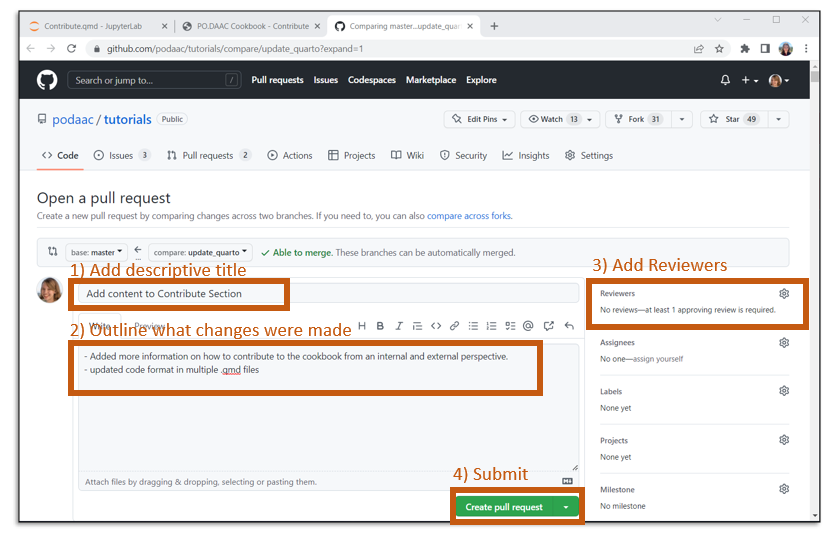 Contribute.qmd - JupyterLab
PO.DAAC Cookbook - Contribute
Comparing master...update_quar
github.com/podaac/tutorials/compare/update_quarto?expand=1
Search or jump to... /
Pull requests Issues Codespaces Marketplace Explore
podaac / tutorials Public
Edit Pins Watch 13 Fork 31 Star 49
Code Issues 3 Pull requests 2 Actions Projects Wiki Security Insights Settings
Open a pull request
Create a new pull request by comparing changes across two branches. If you need to, you can also compare across forks.
base: master ... compare: update_quarto Able to merge. These branches can be automatically merged.
1) Add descriptive title
Add content to Contribute Section
Write Preview
2) Outline what changes were made
H B I
- Added more information on how to contribute to the cookbook from an internal and external perspective.
- updated code format in multiple .qmd files
Attach files by dragging & dropping, selecting or pasting them.
4) Submit
Create pull request
3) Add Reviewers
Reviewers
No reviews—at least 1 approving review is required.
Assignees
No one—assign yourself
Labels
None yet
Projects
None yet
Milestone
No milestone